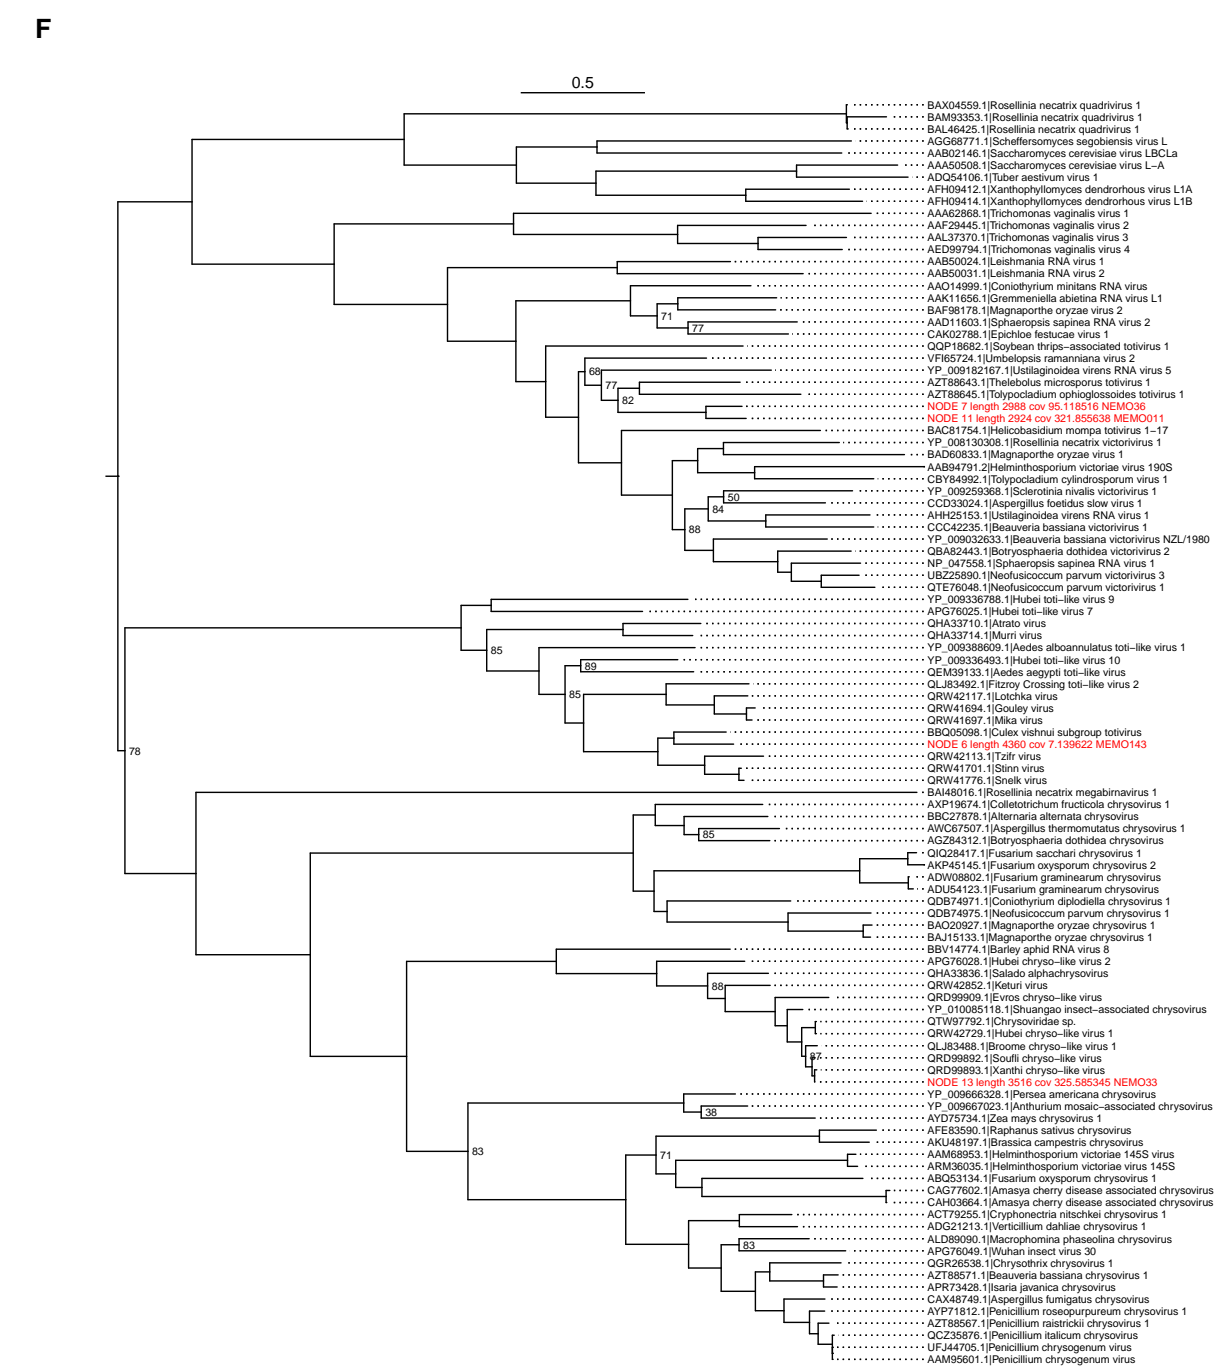 F
0.5
BAX04559.1|Rosellinia necatrix quadrivirus 1
BAM93353.1|Rosellinia necatrix quadrivirus 1
BAL46425.1|Rosellinia necatrix quadrivirus 1
AGG68771.1|Scheffersomyces segobiensis virus L
AAB02146.1|Saccharomyces cerevisiae virus LBCLa
AAA50508.1|Saccharomyces cerevisiae virus L−A
ADQ54106.1|Tuber aestivum virus 1
AFH09412.1|Xanthophyllomyces dendrorhous virus L1A
AFH09414.1|Xanthophyllomyces dendrorhous virus L1B
AAA62868.1|Trichomonas vaginalis virus 1
AAF29445.1|Trichomonas vaginalis virus 2
AAL37370.1|Trichomonas vaginalis virus 3
AED99794.1|Trichomonas vaginalis virus 4
AAB50024.1|Leishmania RNA virus 1
AAB50031.1|Leishmania RNA virus 2
AAO14999.1|Coniothyrium minitans RNA virus
AAK11656.1|Gremmeniella abietina RNA virus L1
BAF98178.1|Magnaporthe oryzae virus 2
71
AAD11603.1|Sphaeropsis sapinea RNA virus 2
77
CAK02788.1|Epichloe festucae virus 1
QQP18682.1|Soybean thrips−associated totivirus 1
VFI65724.1|Umbelopsis ramanniana virus 2
68
YP_009182167.1|Ustilaginoidea virens RNA virus 5
77
AZT88643.1|Thelebolus microsporus totivirus 1
AZT88645.1|Tolypocladium ophioglossoides totivirus 1
82
NODE 7 length 2988 cov 95.118516 NEMO36
NODE 11 length 2924 cov 321.855638 MEMO011
BAC81754.1|Helicobasidium mompa totivirus 1−17
YP_008130308.1|Rosellinia necatrix victorivirus 1
BAD60833.1|Magnaporthe oryzae virus 1
AAB94791.2|Helminthosporium victoriae virus 190S
CBY84992.1|Tolypocladium cylindrosporum virus 1
YP_009259368.1|Sclerotinia nivalis victorivirus 1
50
CCD33024.1|Aspergillus foetidus slow virus 1
84
AHH25153.1|Ustilaginoidea virens RNA virus 1
CCC42235.1|Beauveria bassiana victorivirus 1
88
YP_009032633.1|Beauveria bassiana victorivirus NZL/1980
QBA82443.1|Botryosphaeria dothidea victorivirus 2
NP_047558.1|Sphaeropsis sapinea RNA virus 1
UBZ25890.1|Neofusicoccum parvum victorivirus 3
QTE76048.1|Neofusicoccum parvum victorivirus 1
YP_009336788.1|Hubei toti−like virus 9
APG76025.1|Hubei toti−like virus 7
QHA33710.1|Atrato virus
QHA33714.1|Murri virus
YP_009388609.1|Aedes alboannulatus toti−like virus 1
85
YP_009336493.1|Hubei toti−like virus 10
89
QEM39133.1|Aedes aegypti toti−like virus
QLJ83492.1|Fitzroy Crossing toti−like virus 2
85
QRW42117.1|Lotchka virus
QRW41694.1|Gouley virus
QRW41697.1|Mika virus
BBQ05098.1|Culex vishnui subgroup totivirus
NODE 6 length 4360 cov 7.139622 MEMO143
78
QRW42113.1|Tzifr virus
QRW41701.1|Stinn virus
QRW41776.1|Snelk virus
BAI48016.1|Rosellinia necatrix megabirnavirus 1
AXP19674.1|Colletotrichum fructicola chrysovirus 1
BBC27878.1|Alternaria alternata chrysovirus
AWC67507.1|Aspergillus thermomutatus chrysovirus 1
85
AGZ84312.1|Botryosphaeria dothidea chrysovirus
QIQ28417.1|Fusarium sacchari chrysovirus 1
AKP45145.1|Fusarium oxysporum chrysovirus 2
ADW08802.1|Fusarium graminearum chrysovirus
ADU54123.1|Fusarium graminearum chrysovirus
QDB74971.1|Coniothyrium diplodiella chrysovirus 1
QDB74975.1|Neofusicoccum parvum chrysovirus 1
BAO20927.1|Magnaporthe oryzae chrysovirus 1
BAJ15133.1|Magnaporthe oryzae chrysovirus 1
BBV14774.1|Barley aphid RNA virus 8
APG76028.1|Hubei chryso−like virus 2
QHA33836.1|Salado alphachrysovirus
88
QRW42852.1|Keturi virus
QRD99909.1|Evros chryso−like virus
YP_010085118.1|Shuangao insect−associated chrysovirus
QTW97792.1|Chrysoviridae sp.
QRW42729.1|Hubei chryso−like virus 1
QLJ83488.1|Broome chryso−like virus 1
87
QRD99892.1|Soufli chryso−like virus
QRD99893.1|Xanthi chryso−like virus
NODE 13 length 3516 cov 325.585345 NEMO33
YP_009666328.1|Persea americana chrysovirus
YP_009667023.1|Anthurium mosaic−associated chrysovirus
38
AYD75734.1|Zea mays chrysovirus 1
AFE83590.1|Raphanus sativus chrysovirus
AKU48197.1|Brassica campestris chrysovirus
83
71
AAM68953.1|Helminthosporium victoriae 145S virus
ARM36035.1|Helminthosporium victoriae virus 145S
ABQ53134.1|Fusarium oxysporum chrysovirus 1
CAG77602.1|Amasya cherry disease associated chrysovirus
CAH03664.1|Amasya cherry disease associated chrysovirus
ACT79255.1|Cryphonectria nitschkei chrysovirus 1
ADG21213.1|Verticillium dahliae chrysovirus 1
ALD89090.1|Macrophomina phaseolina chrysovirus
83
APG76049.1|Wuhan insect virus 30
QGR26538.1|Chrysothrix chrysovirus 1
AZT88571.1|Beauveria bassiana chrysovirus 1
APR73428.1|Isaria javanica chrysovirus
CAX48749.1|Aspergillus fumigatus chrysovirus
AYP71812.1|Penicillium roseopurpureum chrysovirus 1
AZT88567.1|Penicillium raistrickii chrysovirus 1
QCZ35876.1|Penicillium italicum chrysovirus
UFJ44705.1|Penicillium chrysogenum virus
AAM95601.1|Penicillium chrysogenum virus